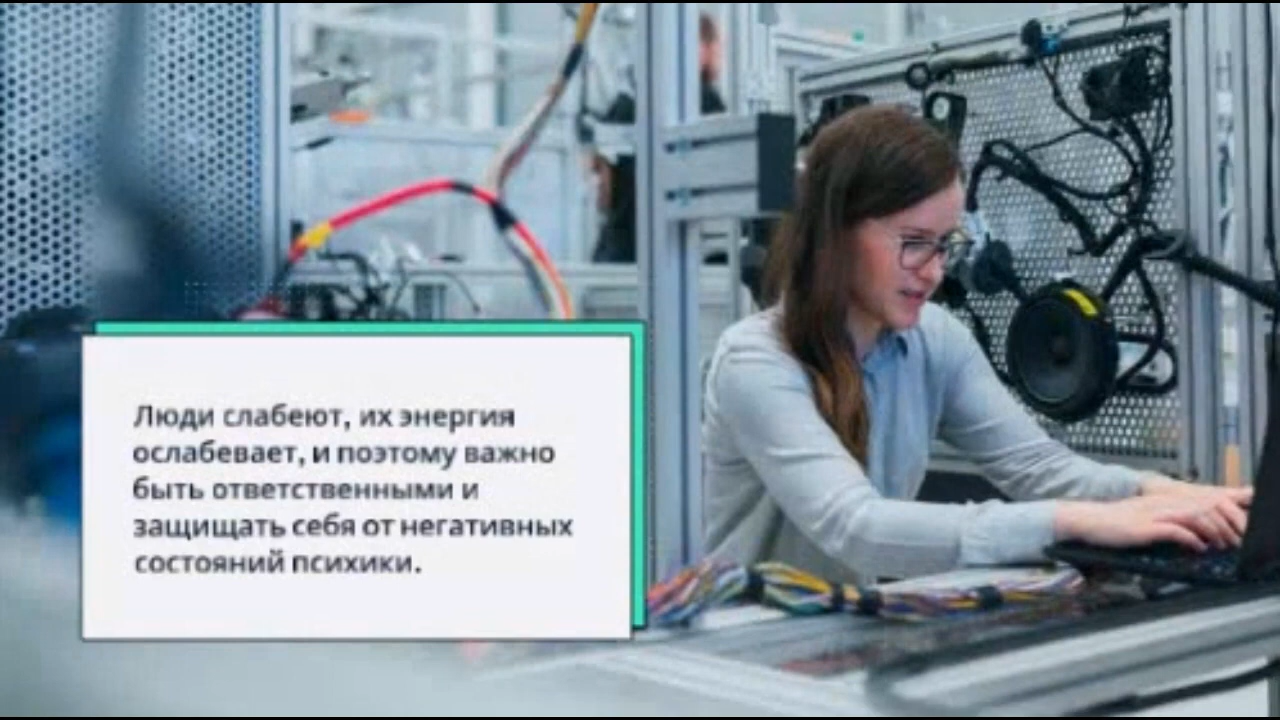 Люди слабеют, их энергия
ослабевает, и поэтому важно
быть ответственными и
защищать себя от негативных
состояний психики.